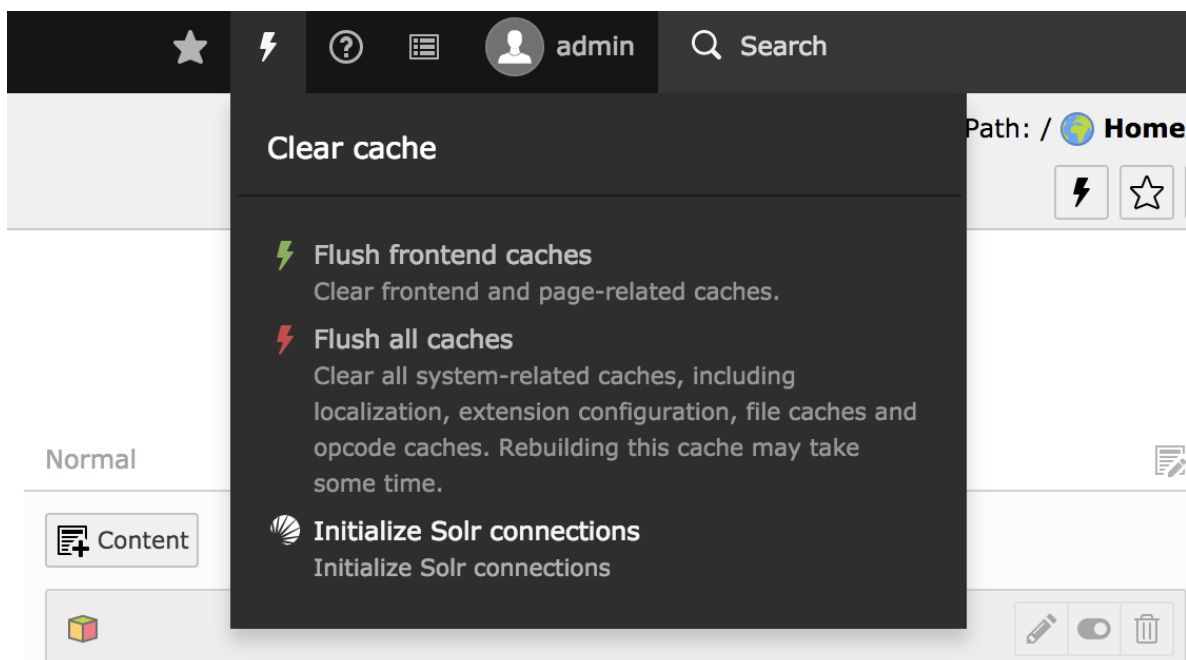 admin
Search
Path: / Home
Clear cache
Flush frontend caches
Clear frontend and page-related caches.
Flush all caches
Clear all system-related caches, including
localization, extension configuration, file caches and
opcode caches. Rebuilding this cache may take
some time.
Initialize Solr connections
Initialize Solr connections
Normal
Content